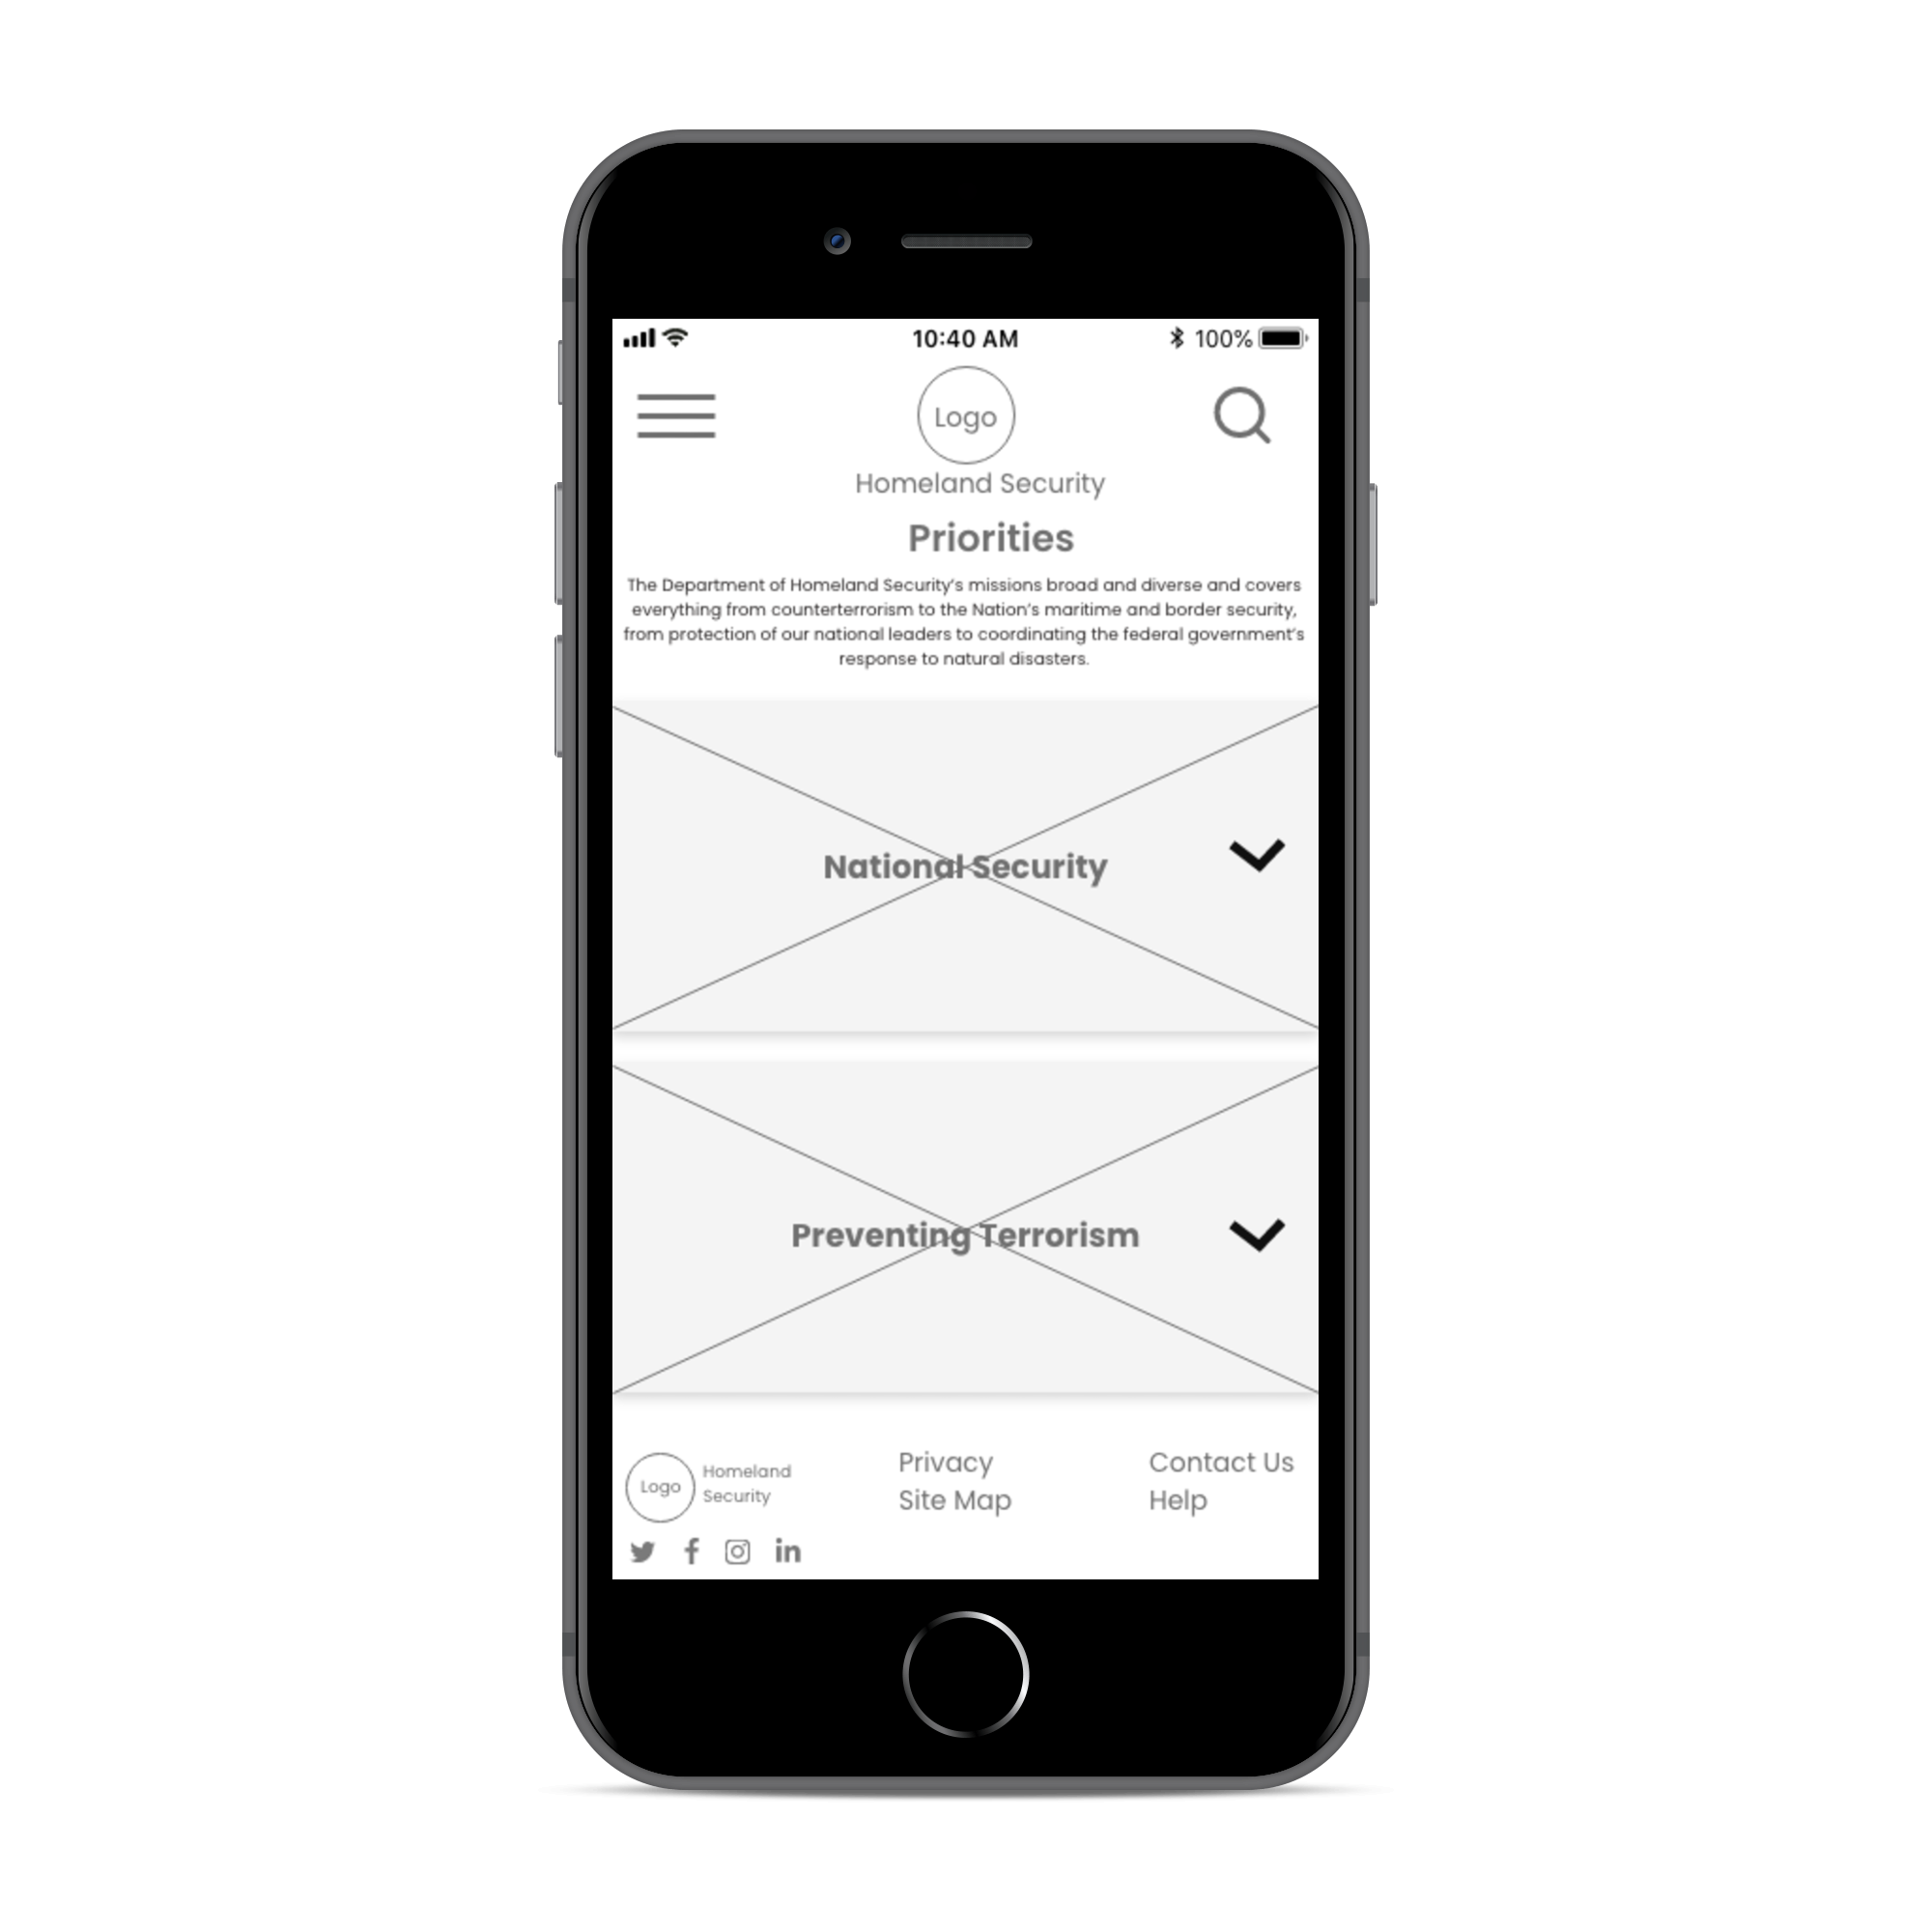 10:40 AM
100%
Logo
Homeland Security
Priorities
The Department of Homeland Security's missions broad and diverse and covers
everything from counterterrorism to the Nation's maritime and border security,
from protection of our national leaders to coordinating the federal government's
response to natural disasters.
National Security
Preventing Terrorism
Logo
Homeland
Security
Privacy
Site Map
Contact Us
Help